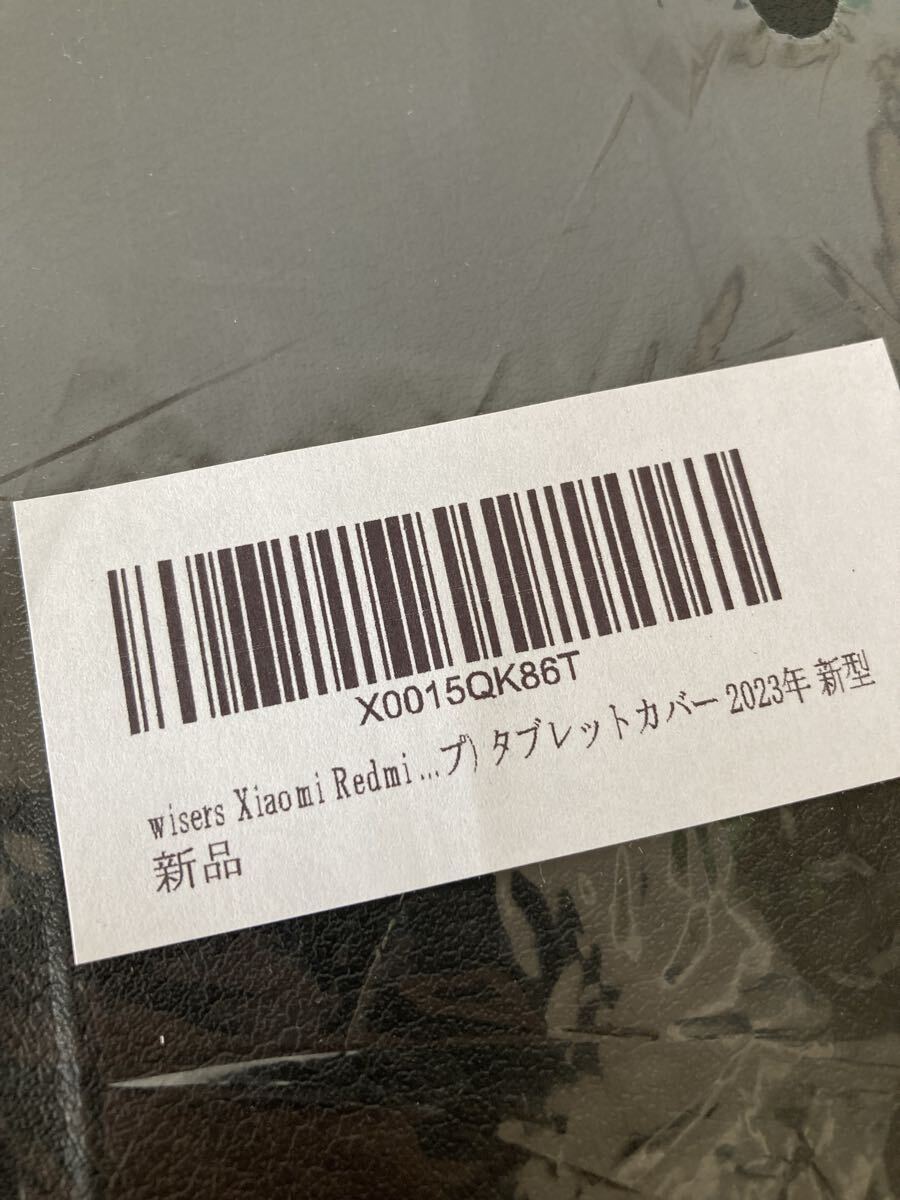 X0015QK86T
wisers Xiaomi Redmi ...プ) タブレットカバー 2023年 新型
新品